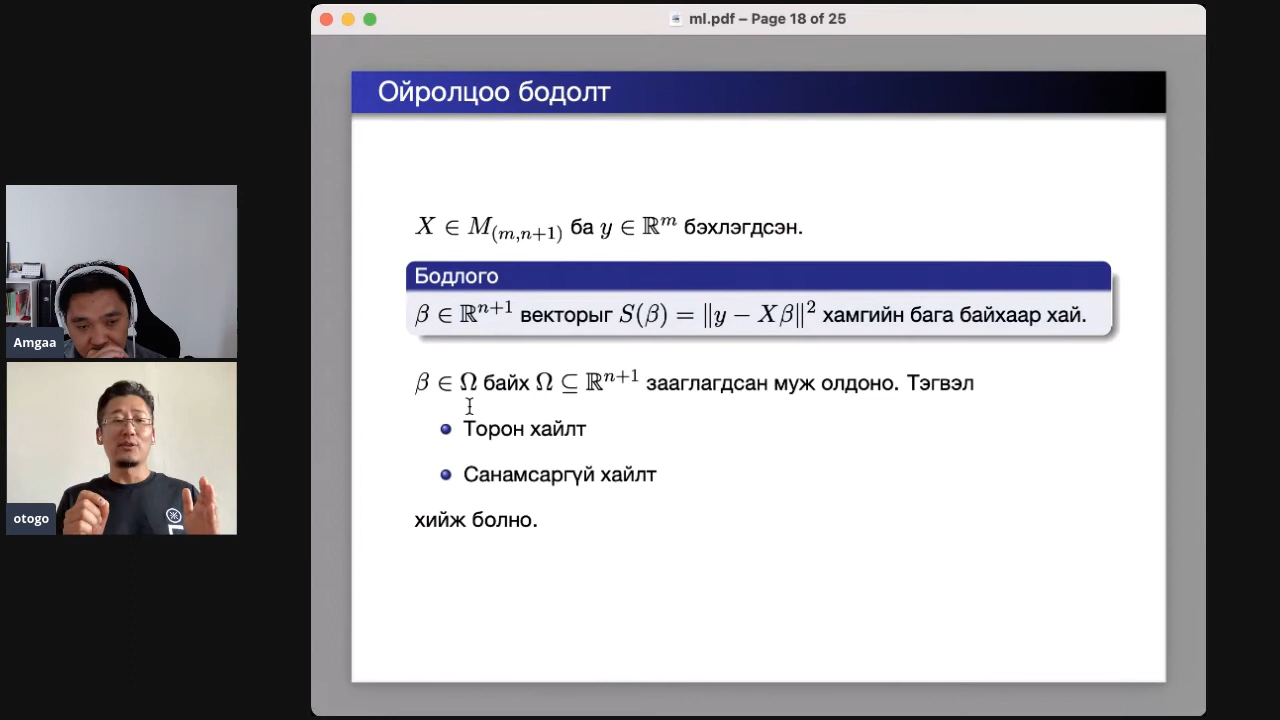 ml.pdf – Page 18 of 25
Ойролцоо бодолт
X ∈ M_{(m,n+1)} ба y ∈ ℝ^m бэхлэгдсэн.
Бодлого
β ∈ ℝ^{n+1} векторыг S(β) = ‖y − Xβ‖² хамгийн бага байхаар хай.
β ∈ Ω байх Ω ⊆ ℝ^{n+1} зааглагдсан муж олдоно. Тэгвэл
Торон хайлт
Санамсаргүй хайлт
хийж болно.
Amgaa
otogo